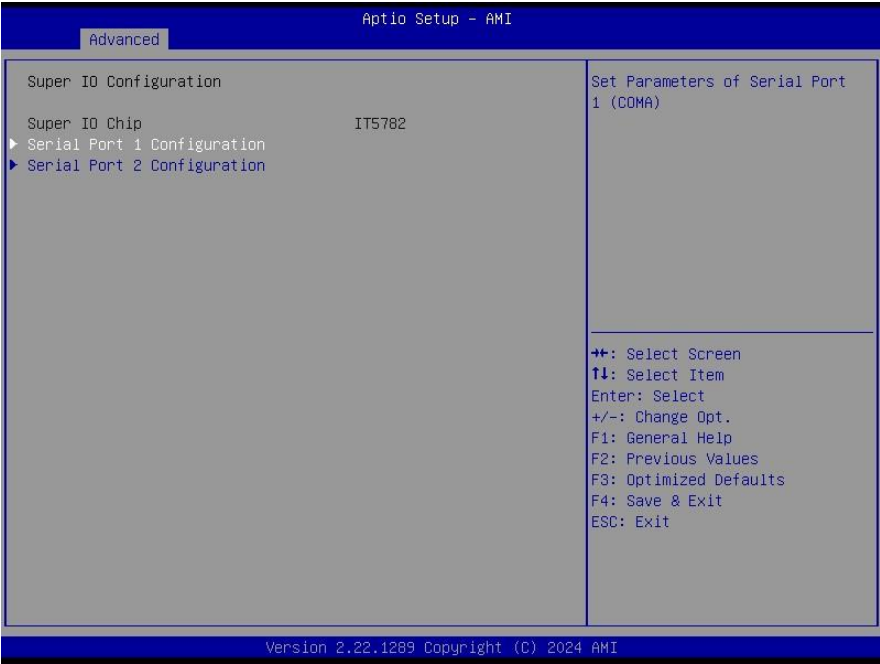 Aptio Setup - AMI
Advanced
Super IO Configuration
Super IO Chip IT5782
Serial Port 1 Configuration
Serial Port 2 Configuration
Set Parameters of Serial Port
1 (COMA)
→←: Select Screen
↑↓: Select Item
Enter: Select
+/-: Change Opt.
F1: General Help
F2: Previous Values
F3: Optimized Defaults
F4: Save & Exit
ESC: Exit
Version 2.22.1289 Copyright (C) 2024 AMI